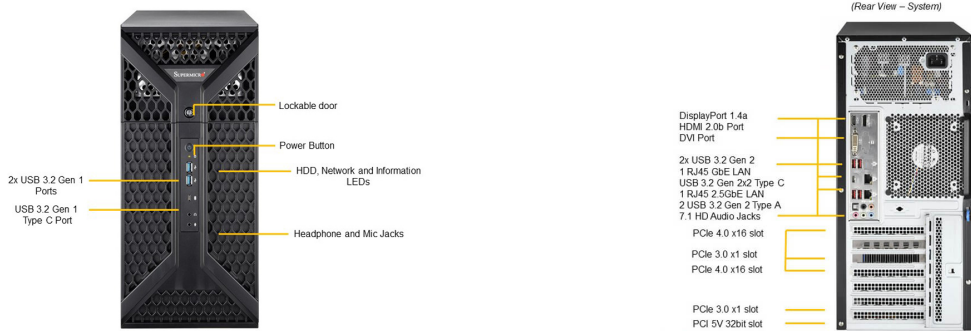 (Rear View – System)
SUPERMICRO
Lockable door
Power Button
HDD, Network and Information
LEDs
Headphone and Mic Jacks
2x USB 3.2 Gen 1
Ports
USB 3.2 Gen 1
Type C Port
DisplayPort 1.4a
HDMI 2.0b Port
DVI Port
2x USB 3.2 Gen 2
1 RJ45 GbE LAN
USB 3.2 Gen 2x2 Type C
1 RJ45 2.5GbE LAN
2 USB 3.2 Gen 2 Type A
7.1 HD Audio Jacks
PCIe 4.0 x16 slot
PCIe 3.0 x1 slot
PCIe 4.0 x16 slot
PCIe 3.0 x1 slot
PCI 5V 32bit slot